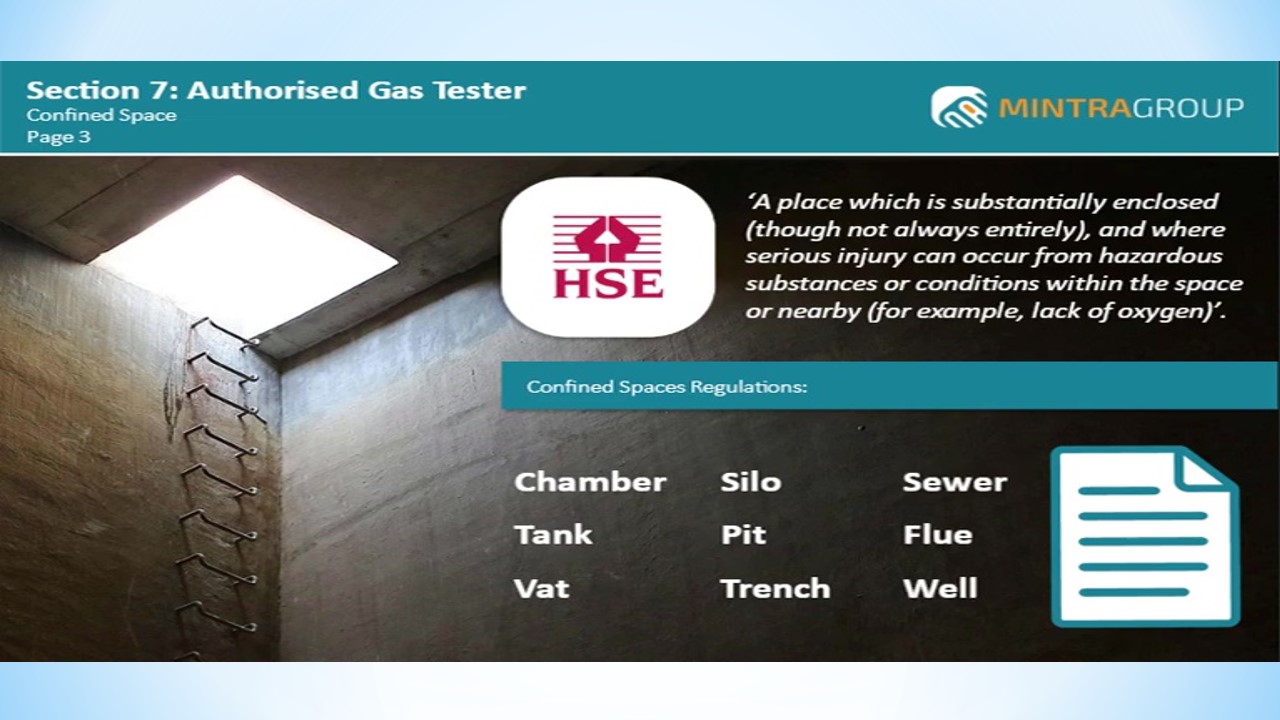 Section 7: Authorised Gas Tester
Confined Space
Page 3
MINTRAGROUP
HSE
‘A place which is substantially enclosed
(though not always entirely), and where
serious injury can occur from hazardous
substances or conditions within the space
or nearby (for example, lack of oxygen)’.
Confined Spaces Regulations:
Chamber Silo Sewer
Tank Pit Flue
Vat Trench Well